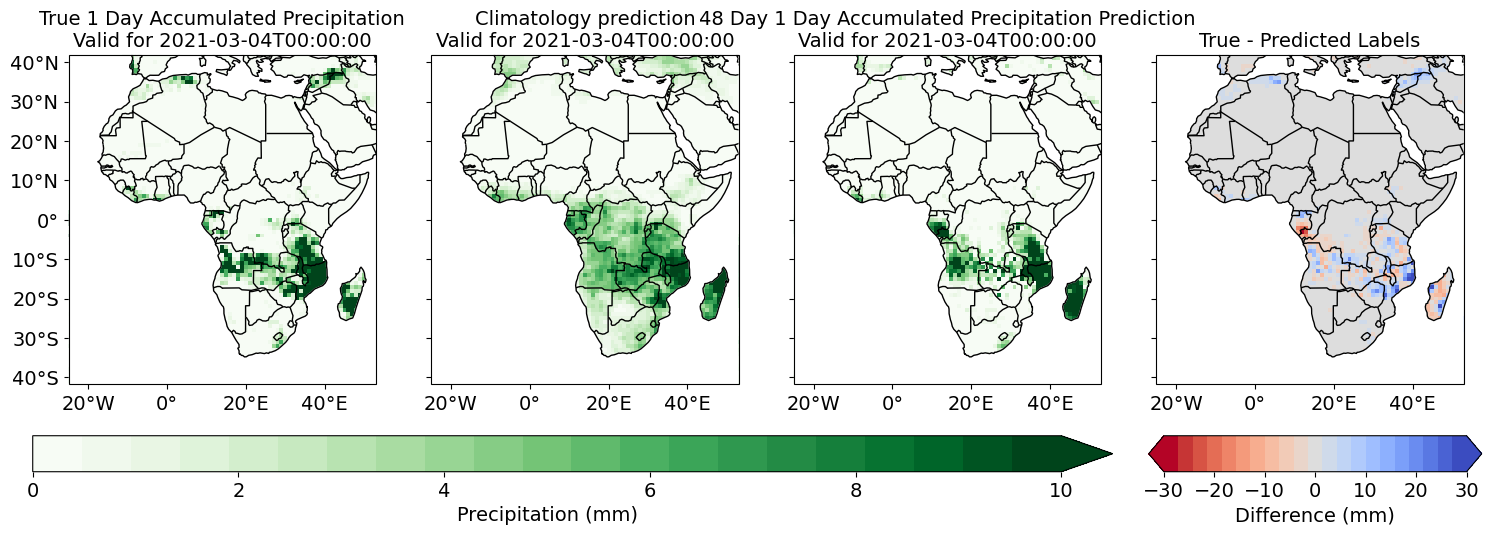 True 1 Day Accumulated Precipitation
Valid for 2021-03-04T00:00:00
Climatology prediction
Valid for 2021-03-04T00:00:00
48 Day 1 Day Accumulated Precipitation Prediction
Valid for 2021-03-04T00:00:00
True - Predicted Labels
40°N
30°N
20°N
10°N
0°
10°S
20°S
30°S
40°S
20°W 0° 20°E 40°E
20°W 0° 20°E 40°E
20°W 0° 20°E 40°E
20°W 0° 20°E 40°E
0 2 4 6 8 10
Precipitation (mm)
−30 −20 −10 0 10 20 30
Difference (mm)